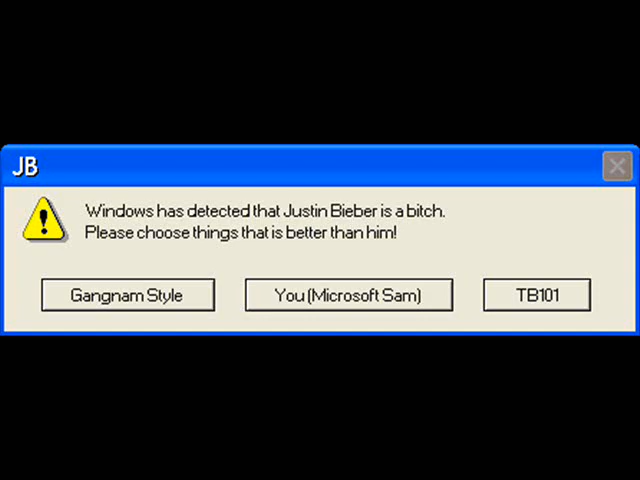 JB
Windows has detected that Justin Bieber is a bitch.
Please choose things that is better than him!
Gangnam Style
You (Microsoft Sam)
TB101